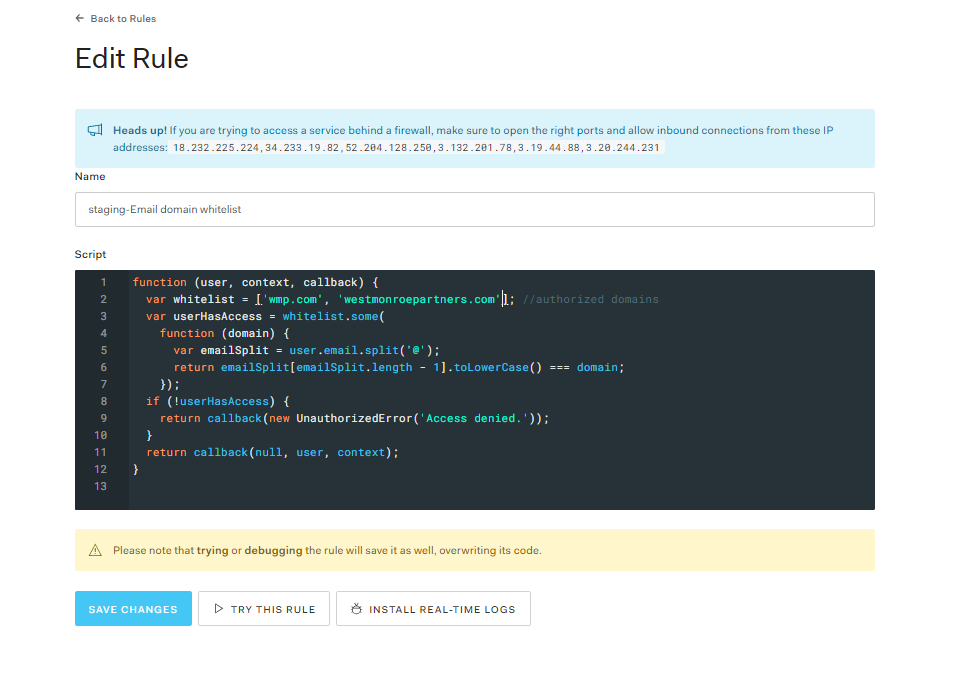 ← Back to Rules
Edit Rule
Heads up! If you are trying to access a service behind a firewall, make sure to open the right ports and allow inbound connections from these IP
addresses: 18.232.225.224,34.233.19.82,52.204.128.250,3.132.201.78,3.19.44.88,3.20.244.231
Name
staging-Email domain whitelist
Script
1 function (user, context, callback) {
2 var whitelist = ['wmp.com', 'westmonroepartners.com']; //authorized domains
3 var userHasAccess = whitelist.some(
4 function (domain) {
5 var emailSplit = user.email.split('@');
6 return emailSplit[emailSplit.length - 1].toLowerCase() === domain;
7 });
8 if (!userHasAccess) {
9 return callback(new UnauthorizedError('Access denied.'));
10 }
11 return callback(null, user, context);
12 }
13
Please note that trying or debugging the rule will save it as well, overwriting its code.
SAVE CHANGES TRY THIS RULE INSTALL REAL-TIME LOGS